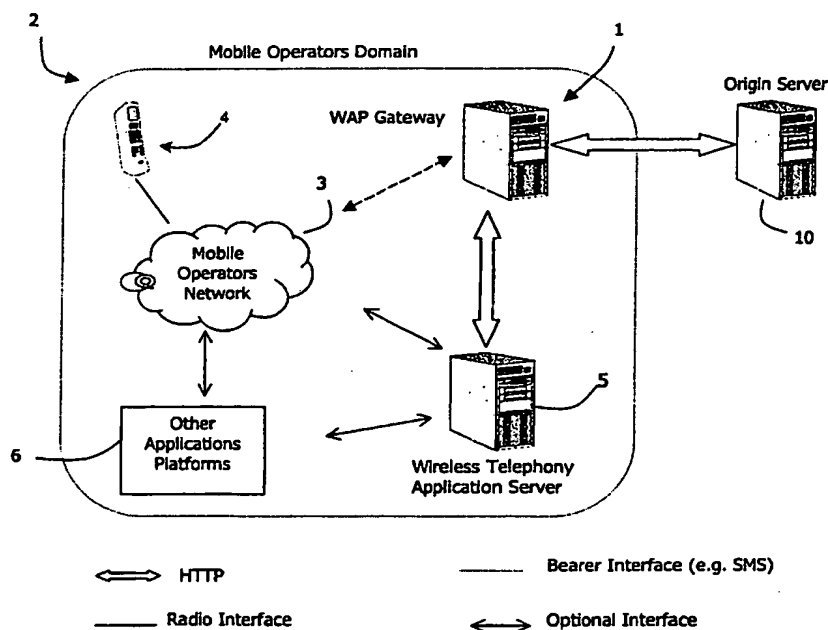 2
Mobile Operators Domain
1
Origin Server
WAP Gateway
4
3
Mobile
Operators
Network
10
5
6
Other
Applications
Platforms
Wireless Telephony
Application Server
HTTP
Bearer Interface (e.g. SMS)
Radio Interface
Optional Interface